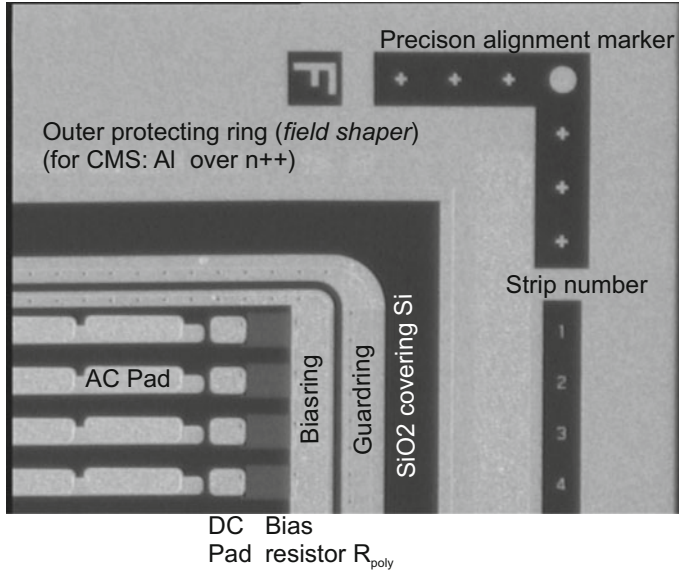 Precison alignment marker
F
Outer protecting ring (field shaper)
(for CMS: Al over n++)
Strip number
1
2
3
4
AC Pad
Biasring
Guardring
SiO2 covering Si
DC Bias
Pad resistor Rpoly